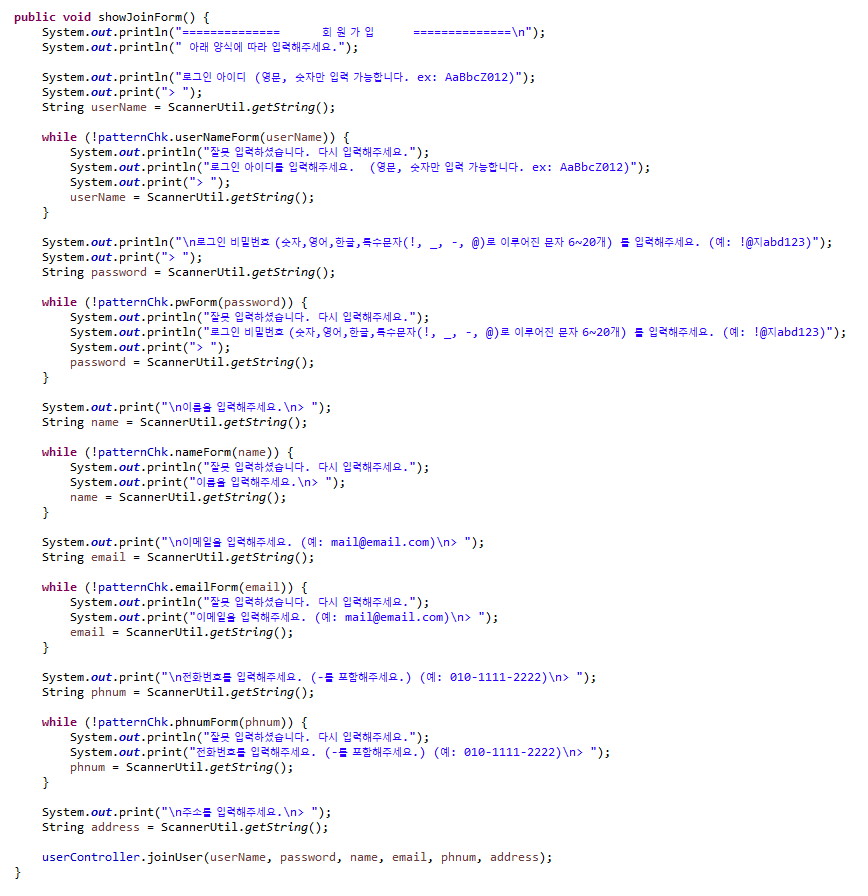 public void showJoinForm() {
    System.out.println("==============      회 원 가 입      ==============\n");
    System.out.println(" 아래 양식에 따라 입력해주세요.");

    System.out.println("로그인 아이디 (영문, 숫자만 입력 가능합니다. ex: AaBbcZ012)");
    System.out.print("> ");
    String userName = ScannerUtil.getString();

    while (!patternChk.userNameForm(userName)) {
        System.out.println("잘못 입력하셨습니다. 다시 입력해주세요.");
        System.out.println("로그인 아이디를 입력해주세요.  (영문, 숫자만 입력 가능합니다. ex: AaBbcZ012)");
        System.out.print("> ");
        userName = ScannerUtil.getString();
    }

    System.out.println("\n로그인 비밀번호 (숫자,영어,한글,특수문자(!, _, -, @)로 이루어진 문자 6~20개) 를 입력해주세요. (예: !@지abd123)");
    System.out.print("> ");
    String password = ScannerUtil.getString();

    while (!patternChk.pwForm(password)) {
        System.out.println("잘못 입력하셨습니다. 다시 입력해주세요.");
        System.out.println("로그인 비밀번호 (숫자,영어,한글,특수문자(!, _, -, @)로 이루어진 문자 6~20개) 를 입력해주세요. (예: !@지abd123)");
        System.out.print("> ");
        password = ScannerUtil.getString();
    }

    System.out.print("\n이름을 입력해주세요.\n> ");
    String name = ScannerUtil.getString();

    while (!patternChk.nameForm(name)) {
        System.out.println("잘못 입력하셨습니다. 다시 입력해주세요.");
        System.out.print("이름을 입력해주세요.\n> ");
        name = ScannerUtil.getString();
    }

    System.out.print("\n이메일을 입력해주세요. (예: mail@email.com)\n> ");
    String email = ScannerUtil.getString();

    while (!patternChk.emailForm(email)) {
        System.out.println("잘못 입력하셨습니다. 다시 입력해주세요.");
        System.out.print("이메일을 입력해주세요. (예: mail@email.com)\n> ");
        email = ScannerUtil.getString();
    }

    System.out.print("\n전화번호를 입력해주세요. (-를 포함해주세요.) (예: 010-1111-2222)\n> ");
    String phnum = ScannerUtil.getString();

    while (!patternChk.phnumForm(phnum)) {
        System.out.println("잘못 입력하셨습니다. 다시 입력해주세요.");
        System.out.print("전화번호를 입력해주세요. (-를 포함해주세요.) (예: 010-1111-2222)\n> ");
        phnum = ScannerUtil.getString();
    }

    System.out.print("\n주소를 입력해주세요.\n> ");
    String address = ScannerUtil.getString();

    userController.joinUser(userName, password, name, email, phnum, address);
}